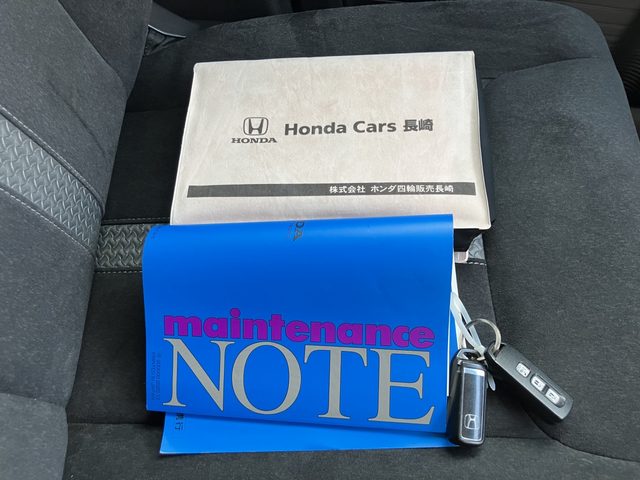 HONDA
Honda Cars 長崎
株式会社 ホンダ四輪販売長崎
maintenance
NOTE